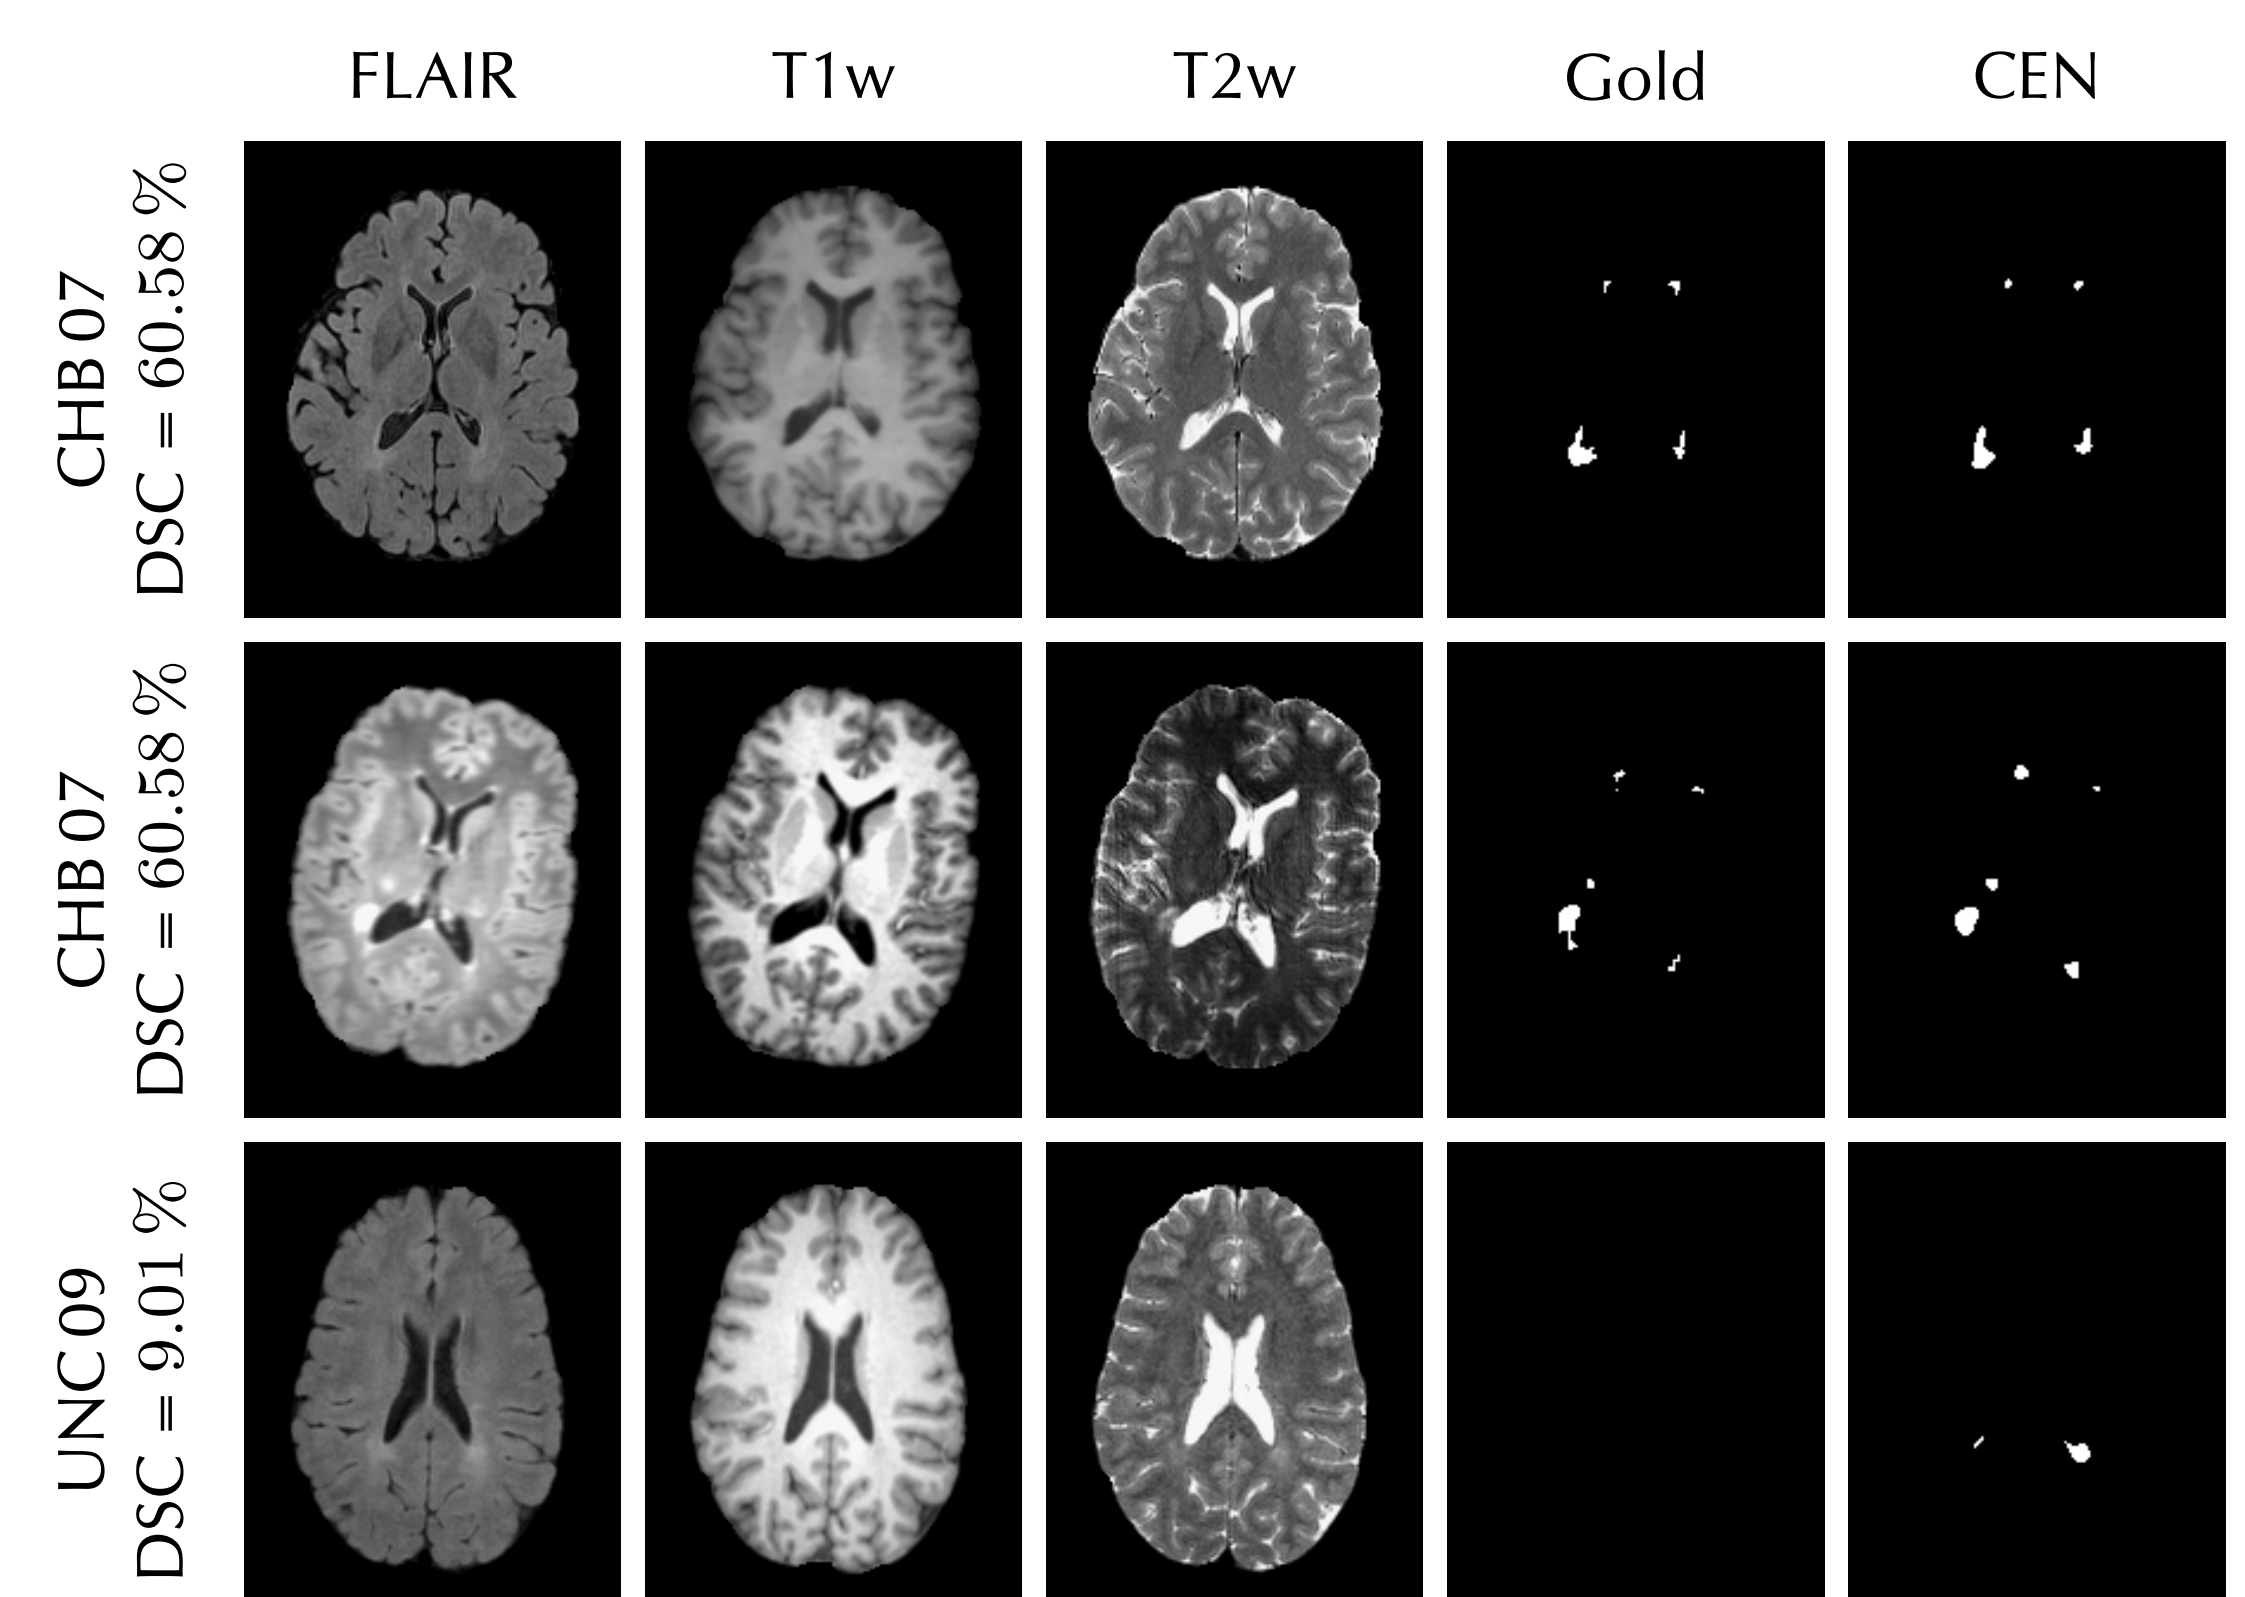 FLAIR T1w T2w Gold CEN
CHB 07
DSC = 60.58 %
CHB 07
DSC = 60.58 %
UNC 09
DSC = 9.01 %